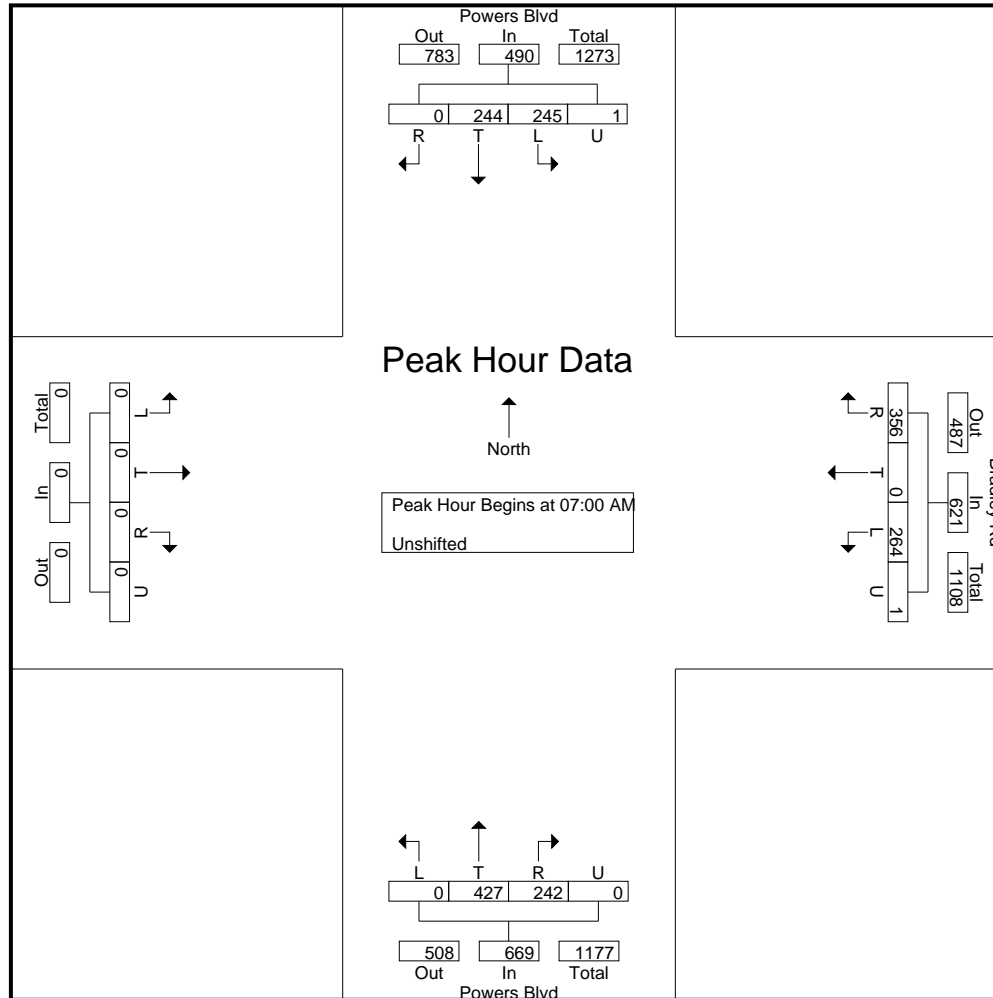 Powers Blvd
Out In Total
783 490 1273
0 244 245 1
R T L U
Peak Hour Data
North
Peak Hour Begins at 07:00 AM
Unshifted
Total 0
In 0
Out 0
0 0 0 0
L T R U
R T L U
356 0 264 1
Out 487
In 621
Total 1108
L T R U
0 427 242 0
508 669 1177
Out In Total
Powers Blvd